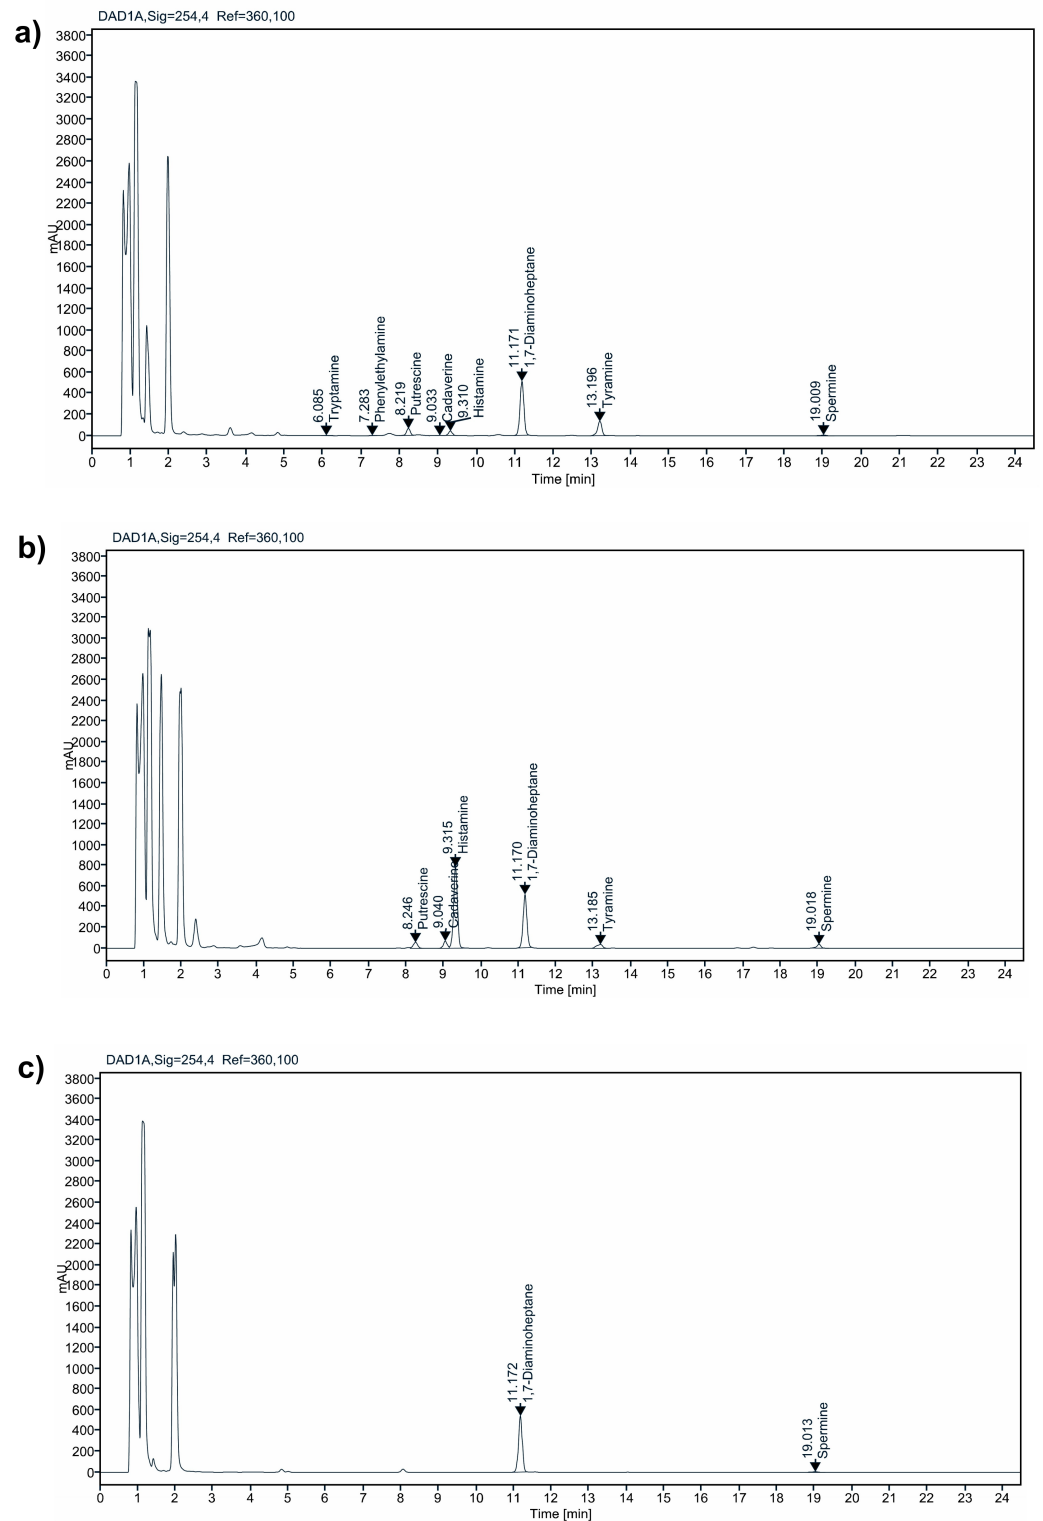 a)
DAD1A,Sig=254,4 Ref=360,100
mAU
3800
3600
3400
3200
3000
2800
2600
2400
2200
2000
1800
1600
1400
1200
1000
800
600
400
200
0
6.085
Tryptamine
7.283
Phenylethylamine
8.219
Putrescine
9.033
Cadaverine
9.310
Histamine
11.171
1,7-Diaminoheptane
13.196
Tyramine
19.009
Spermine
0 1 2 3 4 5 6 7 8 9 10 11 12 13 14 15 16 17 18 19 20 21 22 23 24
Time [min]
b)
DAD1A,Sig=254,4 Ref=360,100
mAU
3800
3600
3400
3200
3000
2800
2600
2400
2200
2000
1800
1600
1400
1200
1000
800
600
400
200
0
8.246
Putrescine
9.040
Cadaverine
9.315
Histamine
11.170
1,7-Diaminoheptane
13.185
Tyramine
19.018
Spermine
0 1 2 3 4 5 6 7 8 9 10 11 12 13 14 15 16 17 18 19 20 21 22 23 24
Time [min]
c)
DAD1A,Sig=254,4 Ref=360,100
mAU
3800
3600
3400
3200
3000
2800
2600
2400
2200
2000
1800
1600
1400
1200
1000
800
600
400
200
0
11.172
1,7-Diaminoheptane
19.013
Spermine
0 1 2 3 4 5 6 7 8 9 10 11 12 13 14 15 16 17 18 19 20 21 22 23 24
Time [min]